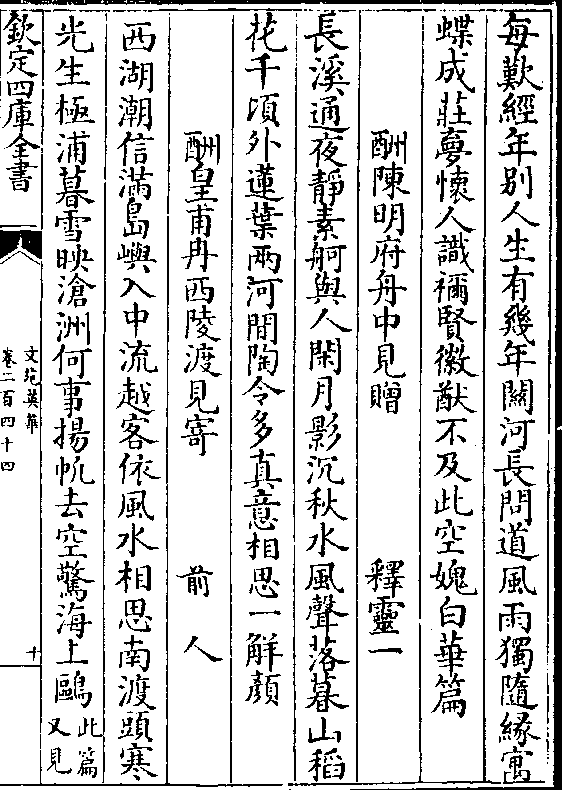 每歎經年别人生有幾年關河長問道風雨獨隨緣寓
蝶成莊夢懷人識禰賢徽猷不及此空媿白華篇
酬陳明府舟中見贈 釋靈一
長溪通夜靜素舸與人閑月影沉秋水風聲落暮山稻
花千頃外蓮葉兩河間陶令多真意相思一解顔
酬皇甫冉西陵渡見寄 前人
西湖潮信滿島嶼入中流越客依風水相思南渡頭寒
光生極浦暮雪映滄洲何事揚帆去空驚海上鷗此篇
又見
欽定四庫全書
文苑英華
卷二百四十四
十